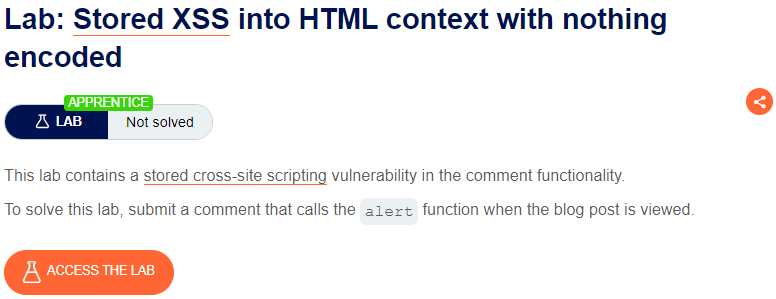 Lab: Stored XSS into HTML context with nothing
encoded
APPRENTICE
LAB Not solved
This lab contains a stored cross-site scripting vulnerability in the comment functionality.
To solve this lab, submit a comment that calls the alert function when the blog post is viewed.
ACCESS THE LAB